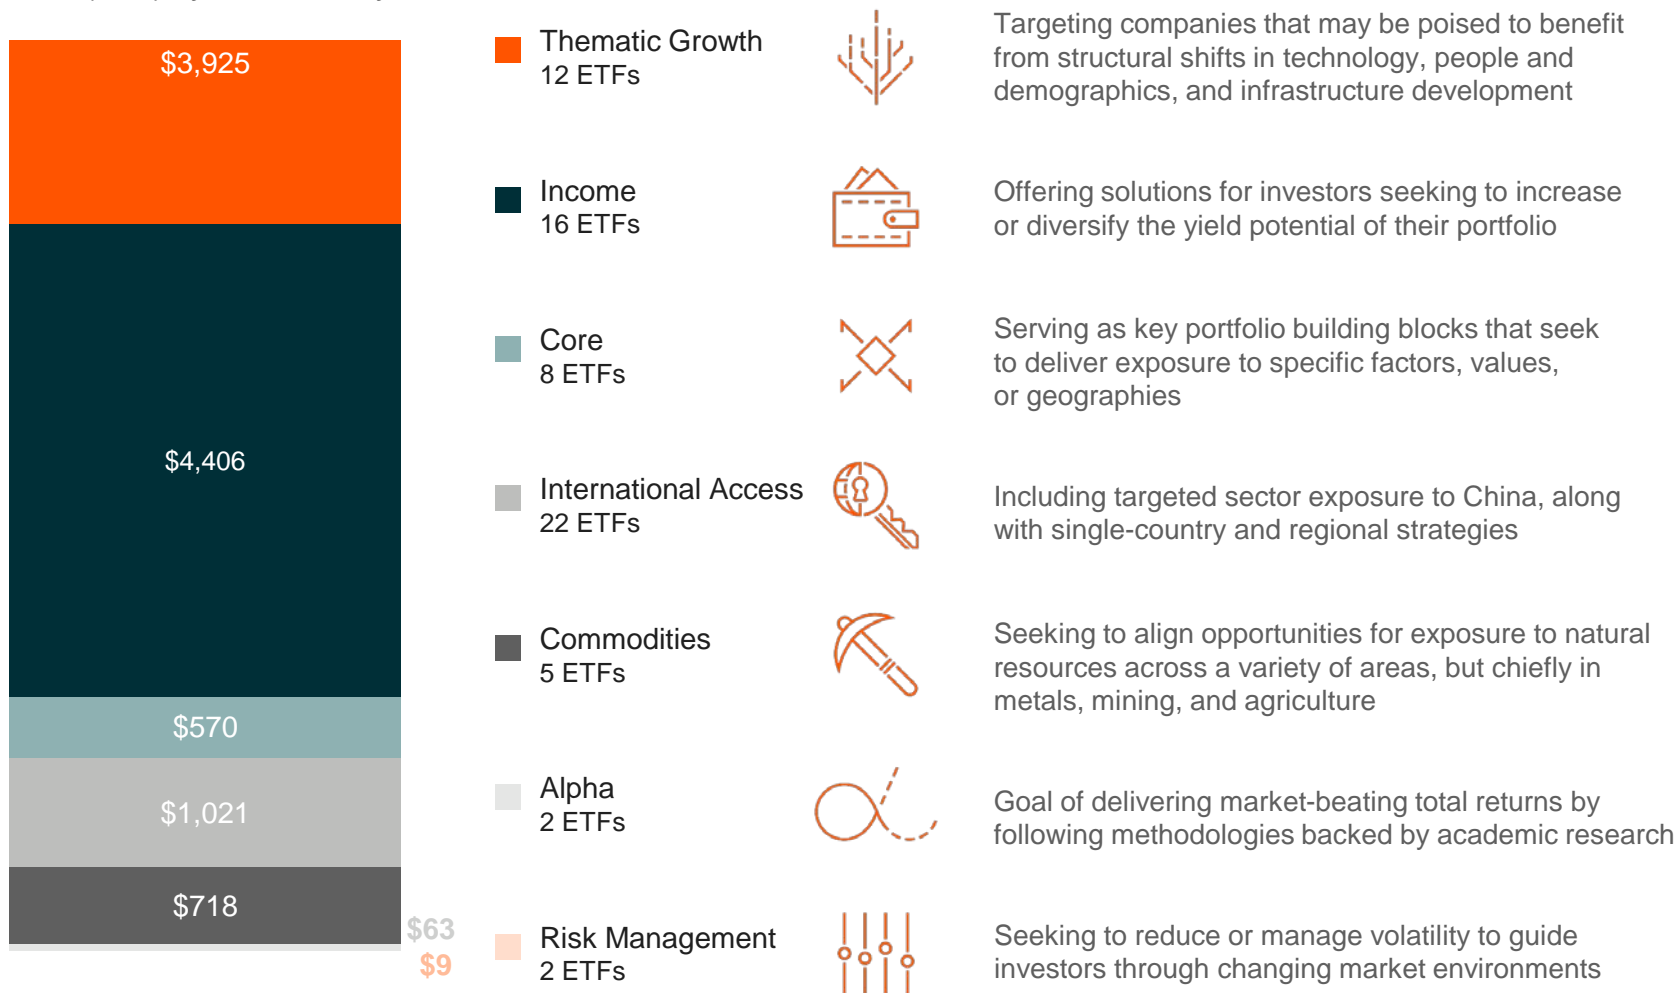 $3,925
$4,406
$570
$1,021
$718
$63
$9
Thematic Growth
12 ETFs
Targeting companies that may be poised to benefit
from structural shifts in technology, people and
demographics, and infrastructure development
Income
16 ETFs
Offering solutions for investors seeking to increase
or diversify the yield potential of their portfolio
Core
8 ETFs
Serving as key portfolio building blocks that seek
to deliver exposure to specific factors, values,
or geographies
International Access
22 ETFs
Including targeted sector exposure to China, along
with single-country and regional strategies
Commodities
5 ETFs
Seeking to align opportunities for exposure to natural
resources across a variety of areas, but chiefly in
metals, mining, and agriculture
Alpha
2 ETFs
Goal of delivering market-beating total returns by
following methodologies backed by academic research
Risk Management
2 ETFs
Seeking to reduce or manage volatility to guide
investors through changing market environments